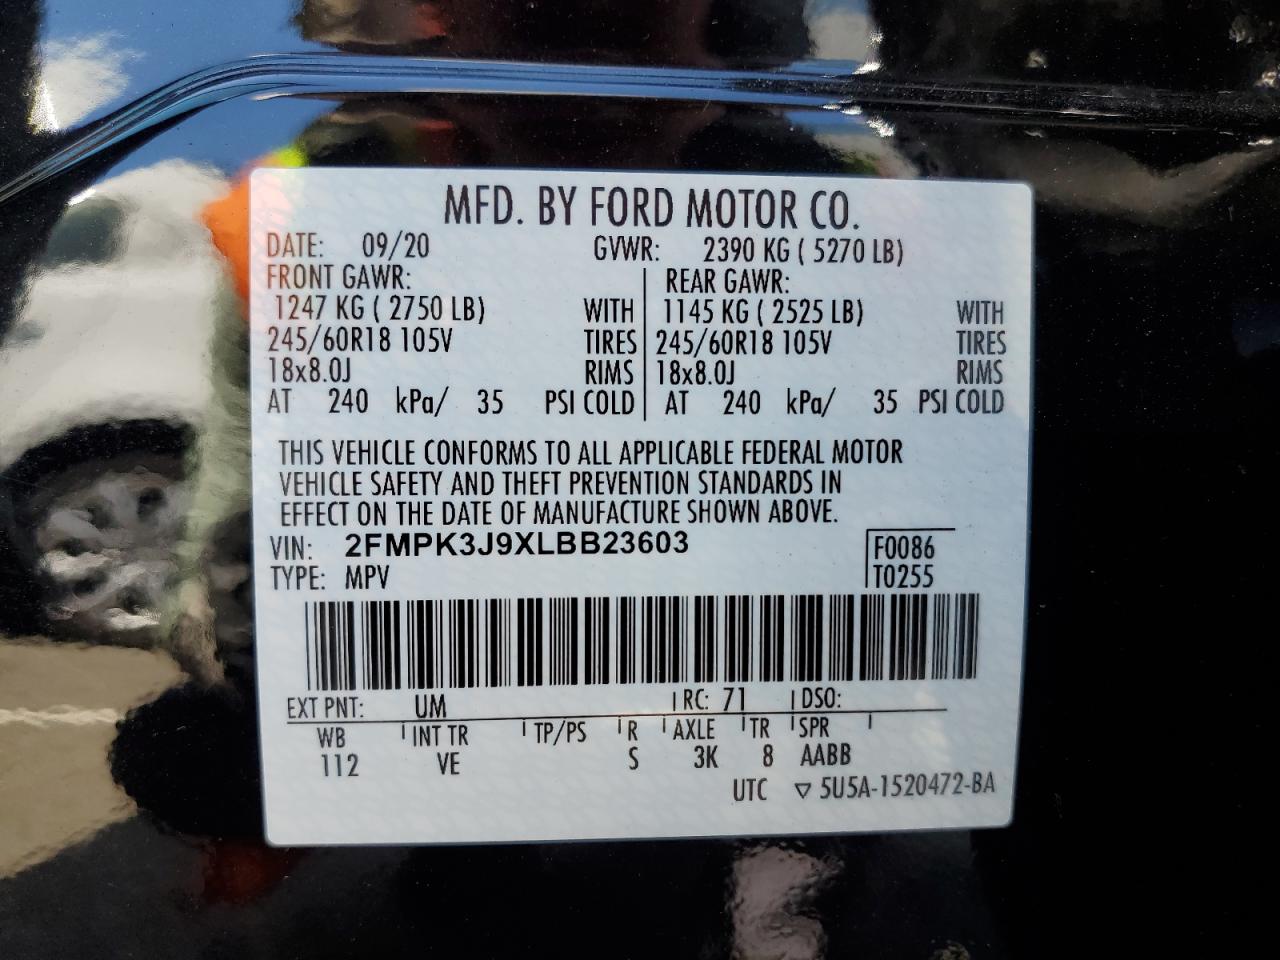 MFD. BY FORD MOTOR CO.
DATE: 09/20 GVWR: 2390 KG ( 5270 LB)
FRONT GAWR: REAR GAWR:
1247 KG ( 2750 LB) WITH 1145 KG ( 2525 LB) WITH
245/60R18 105V TIRES 245/60R18 105V TIRES
18x8.0J RIMS 18x8.0J RIMS
AT 240 kPa/ 35 PSI COLD AT 240 kPa/ 35 PSI COLD
THIS VEHICLE CONFORMS TO ALL APPLICABLE FEDERAL MOTOR
VEHICLE SAFETY AND THEFT PREVENTION STANDARDS IN
EFFECT ON THE DATE OF MANUFACTURE SHOWN ABOVE.
VIN: 2FMPK3J9XLBB23603 F0086
TYPE: MPV T0255
EXT PNT: UM RC: 71 DSO:
WB INT TR TP/PS R AXLE TR SPR
112 VE S 3K 8 AABB
UTC ▽ 5U5A-1520472-BA